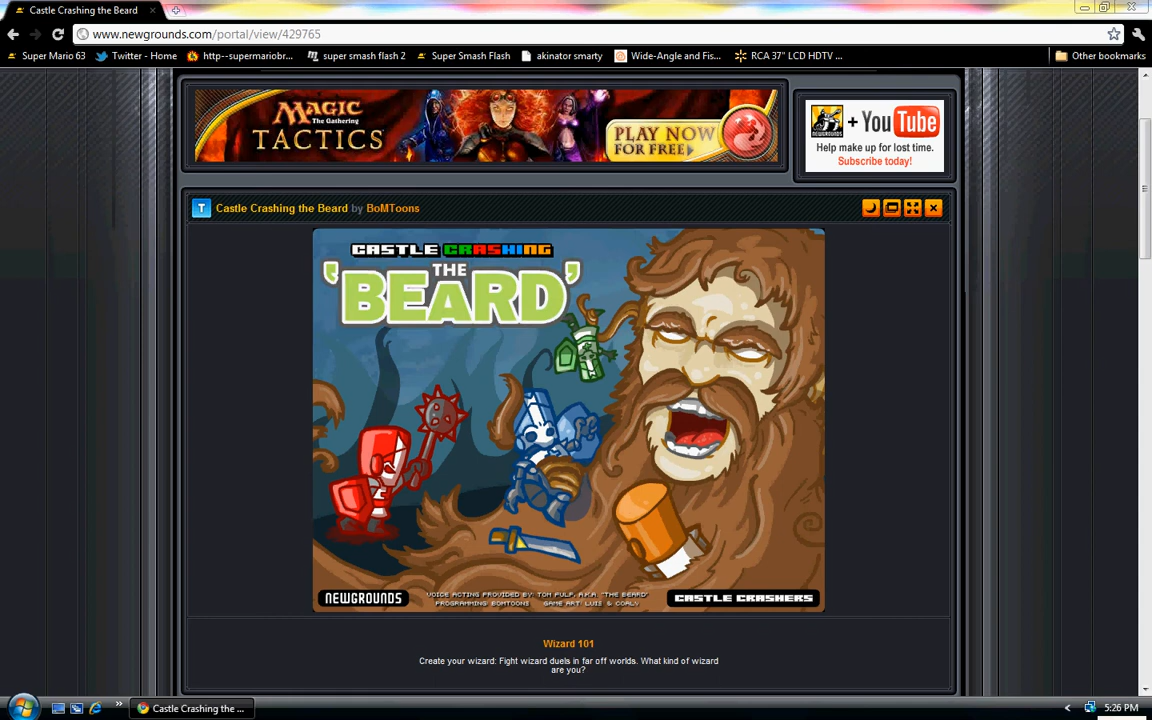 Castle Crashing the Beard
www.newgrounds.com/portal/view/429765
Super Mario 63
Twitter - Home
http--supermariobr...
super smash flash 2
Super Smash Flash
akinator smarty
Wide-Angle and Fis...
RCA 37" LCD HDTV ...
Other bookmarks
MAGIC
The Gathering
TACTICS
PLAY NOW
FOR FREE
NEWGROUNDS
+ You Tube
Help make up for lost time.
Subscribe today!
T
Castle Crashing the Beard by BoMToons
CASTLE CRASHING
THE
'BEARD'
NEWGROUNDS
VOICE ACTING PROVIDED BY: TOM FULP, A.K.A. "THE BEARD"
PROGRAMMING: BOMTOONS GAME ART: LUIS & CORLY
CASTLE CRASHERS
Wizard 101
Create your wizard: Fight wizard duels in far off worlds. What kind of wizard
are you?
Castle Crashing the ...
5:26 PM